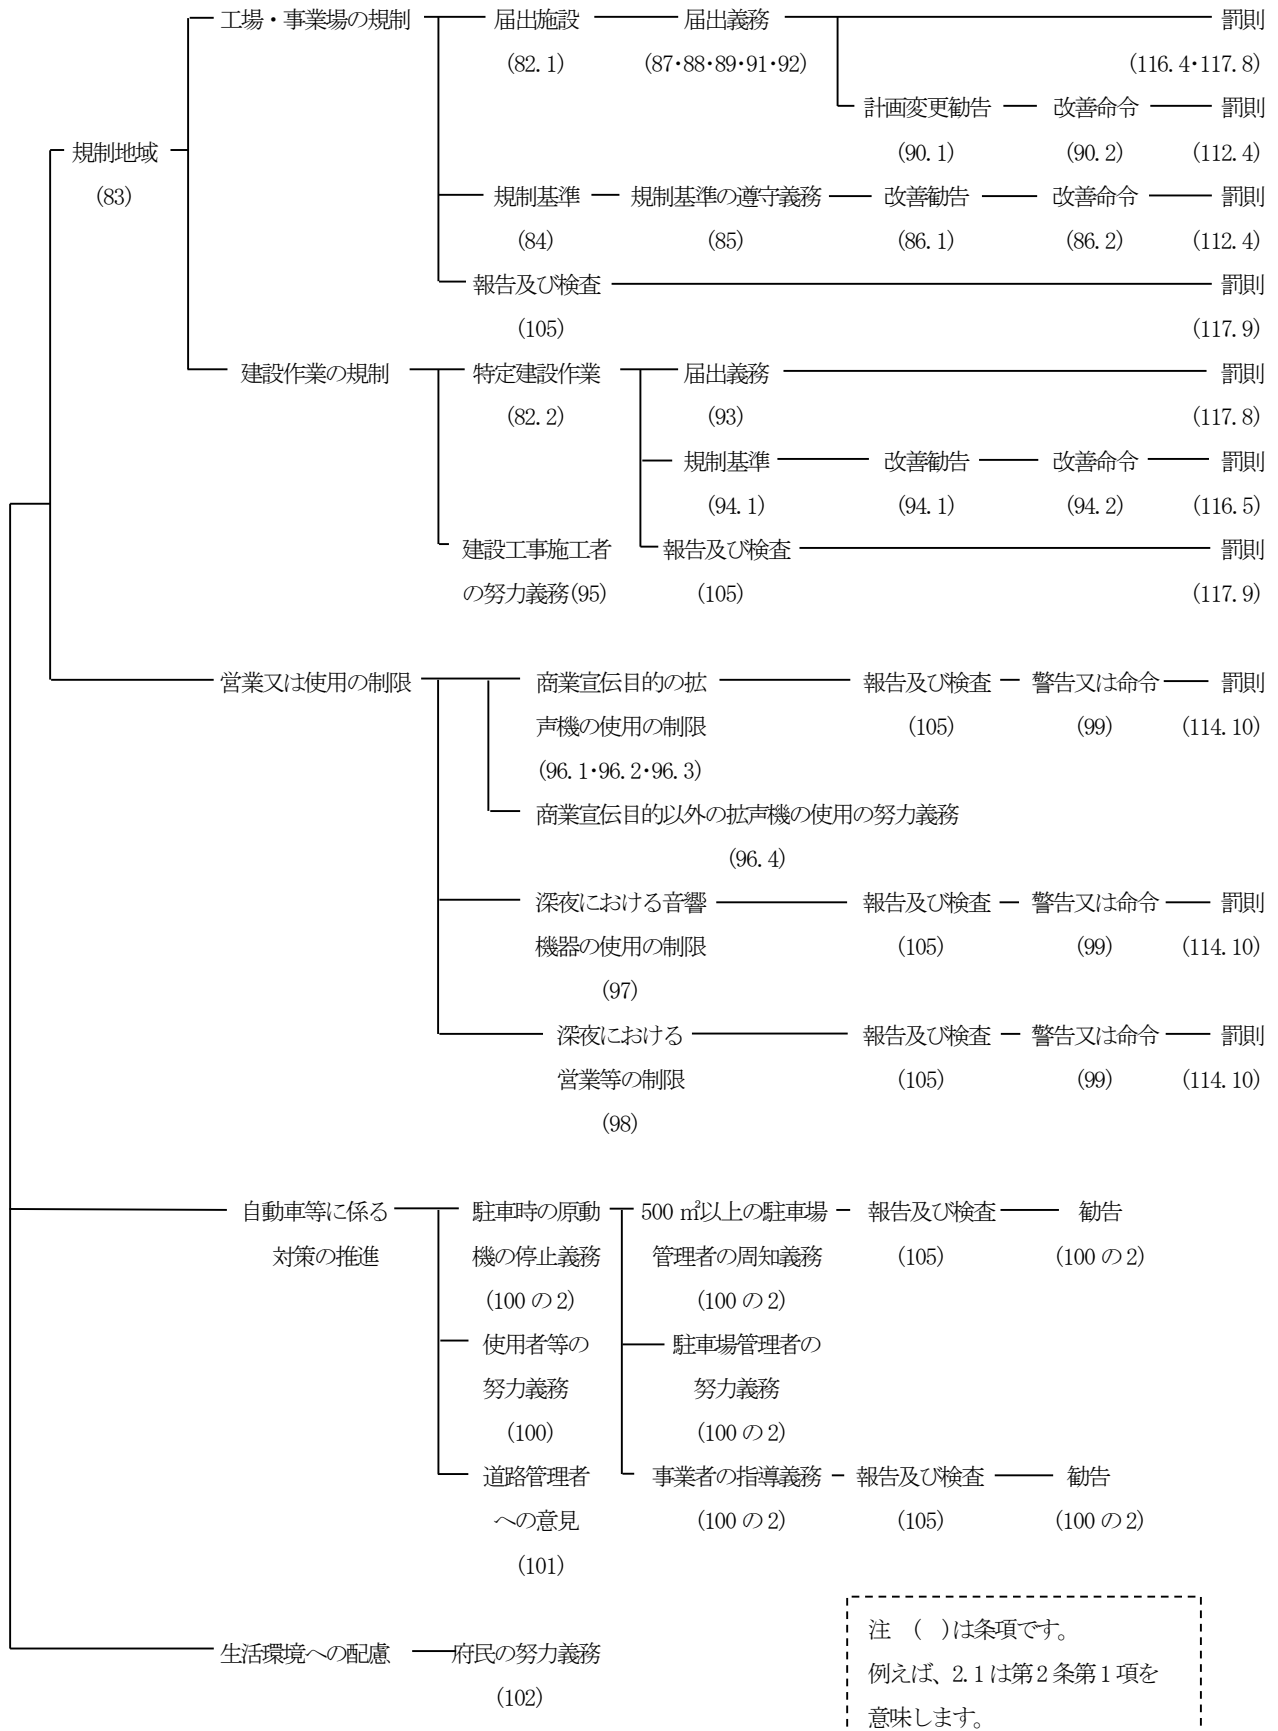 工場・事業場の規制 届出施設 届出義務 罰則
(82.1) (87・88・89・91・92) (116.4・117.8)
計画変更勧告 改善命令 罰則
規制地域 (90.1) (90.2) (112.4)
(83) 規制基準 規制基準の遵守義務 改善勧告 改善命令 罰則
(84) (85) (86.1) (86.2) (112.4)
報告及び検査 罰則
(105) (117.9)
建設作業の規制 特定建設作業 届出義務 罰則
(82.2) (93) (117.8)
規制基準 改善勧告 改善命令 罰則
(94.1) (94.1) (94.2) (116.5)
建設工事施工者 報告及び検査 罰則
の努力義務(95) (105) (117.9)
営業又は使用の制限 商業宣伝目的の拡 報告及び検査 警告又は命令 罰則
声機の使用の制限 (105) (99) (114.10)
(96.1・96.2・96.3)
商業宣伝目的以外の拡声機の使用の努力義務
(96.4)
深夜における音響 報告及び検査 警告又は命令 罰則
機器の使用の制限 (105) (99) (114.10)
(97)
深夜における 報告及び検査 警告又は命令 罰則
営業等の制限 (105) (99) (114.10)
(98)
自動車等に係る 駐車時の原動 500㎡以上の駐車場 報告及び検査 勧告
対策の推進 機の停止義務 管理者の周知義務 (105) (100の2)
(100の2) (100の2)
使用者等の 駐車場管理者の
努力義務 努力義務
(100) (100の2)
道路管理者 事業者の指導義務 報告及び検査 勧告
への意見 (100の2) (105) (100の2)
(101)
注 ( )は条項です。
生活環境への配慮 府民の努力義務 例えば、2.1は第2条第1項を
(102) 意味します。